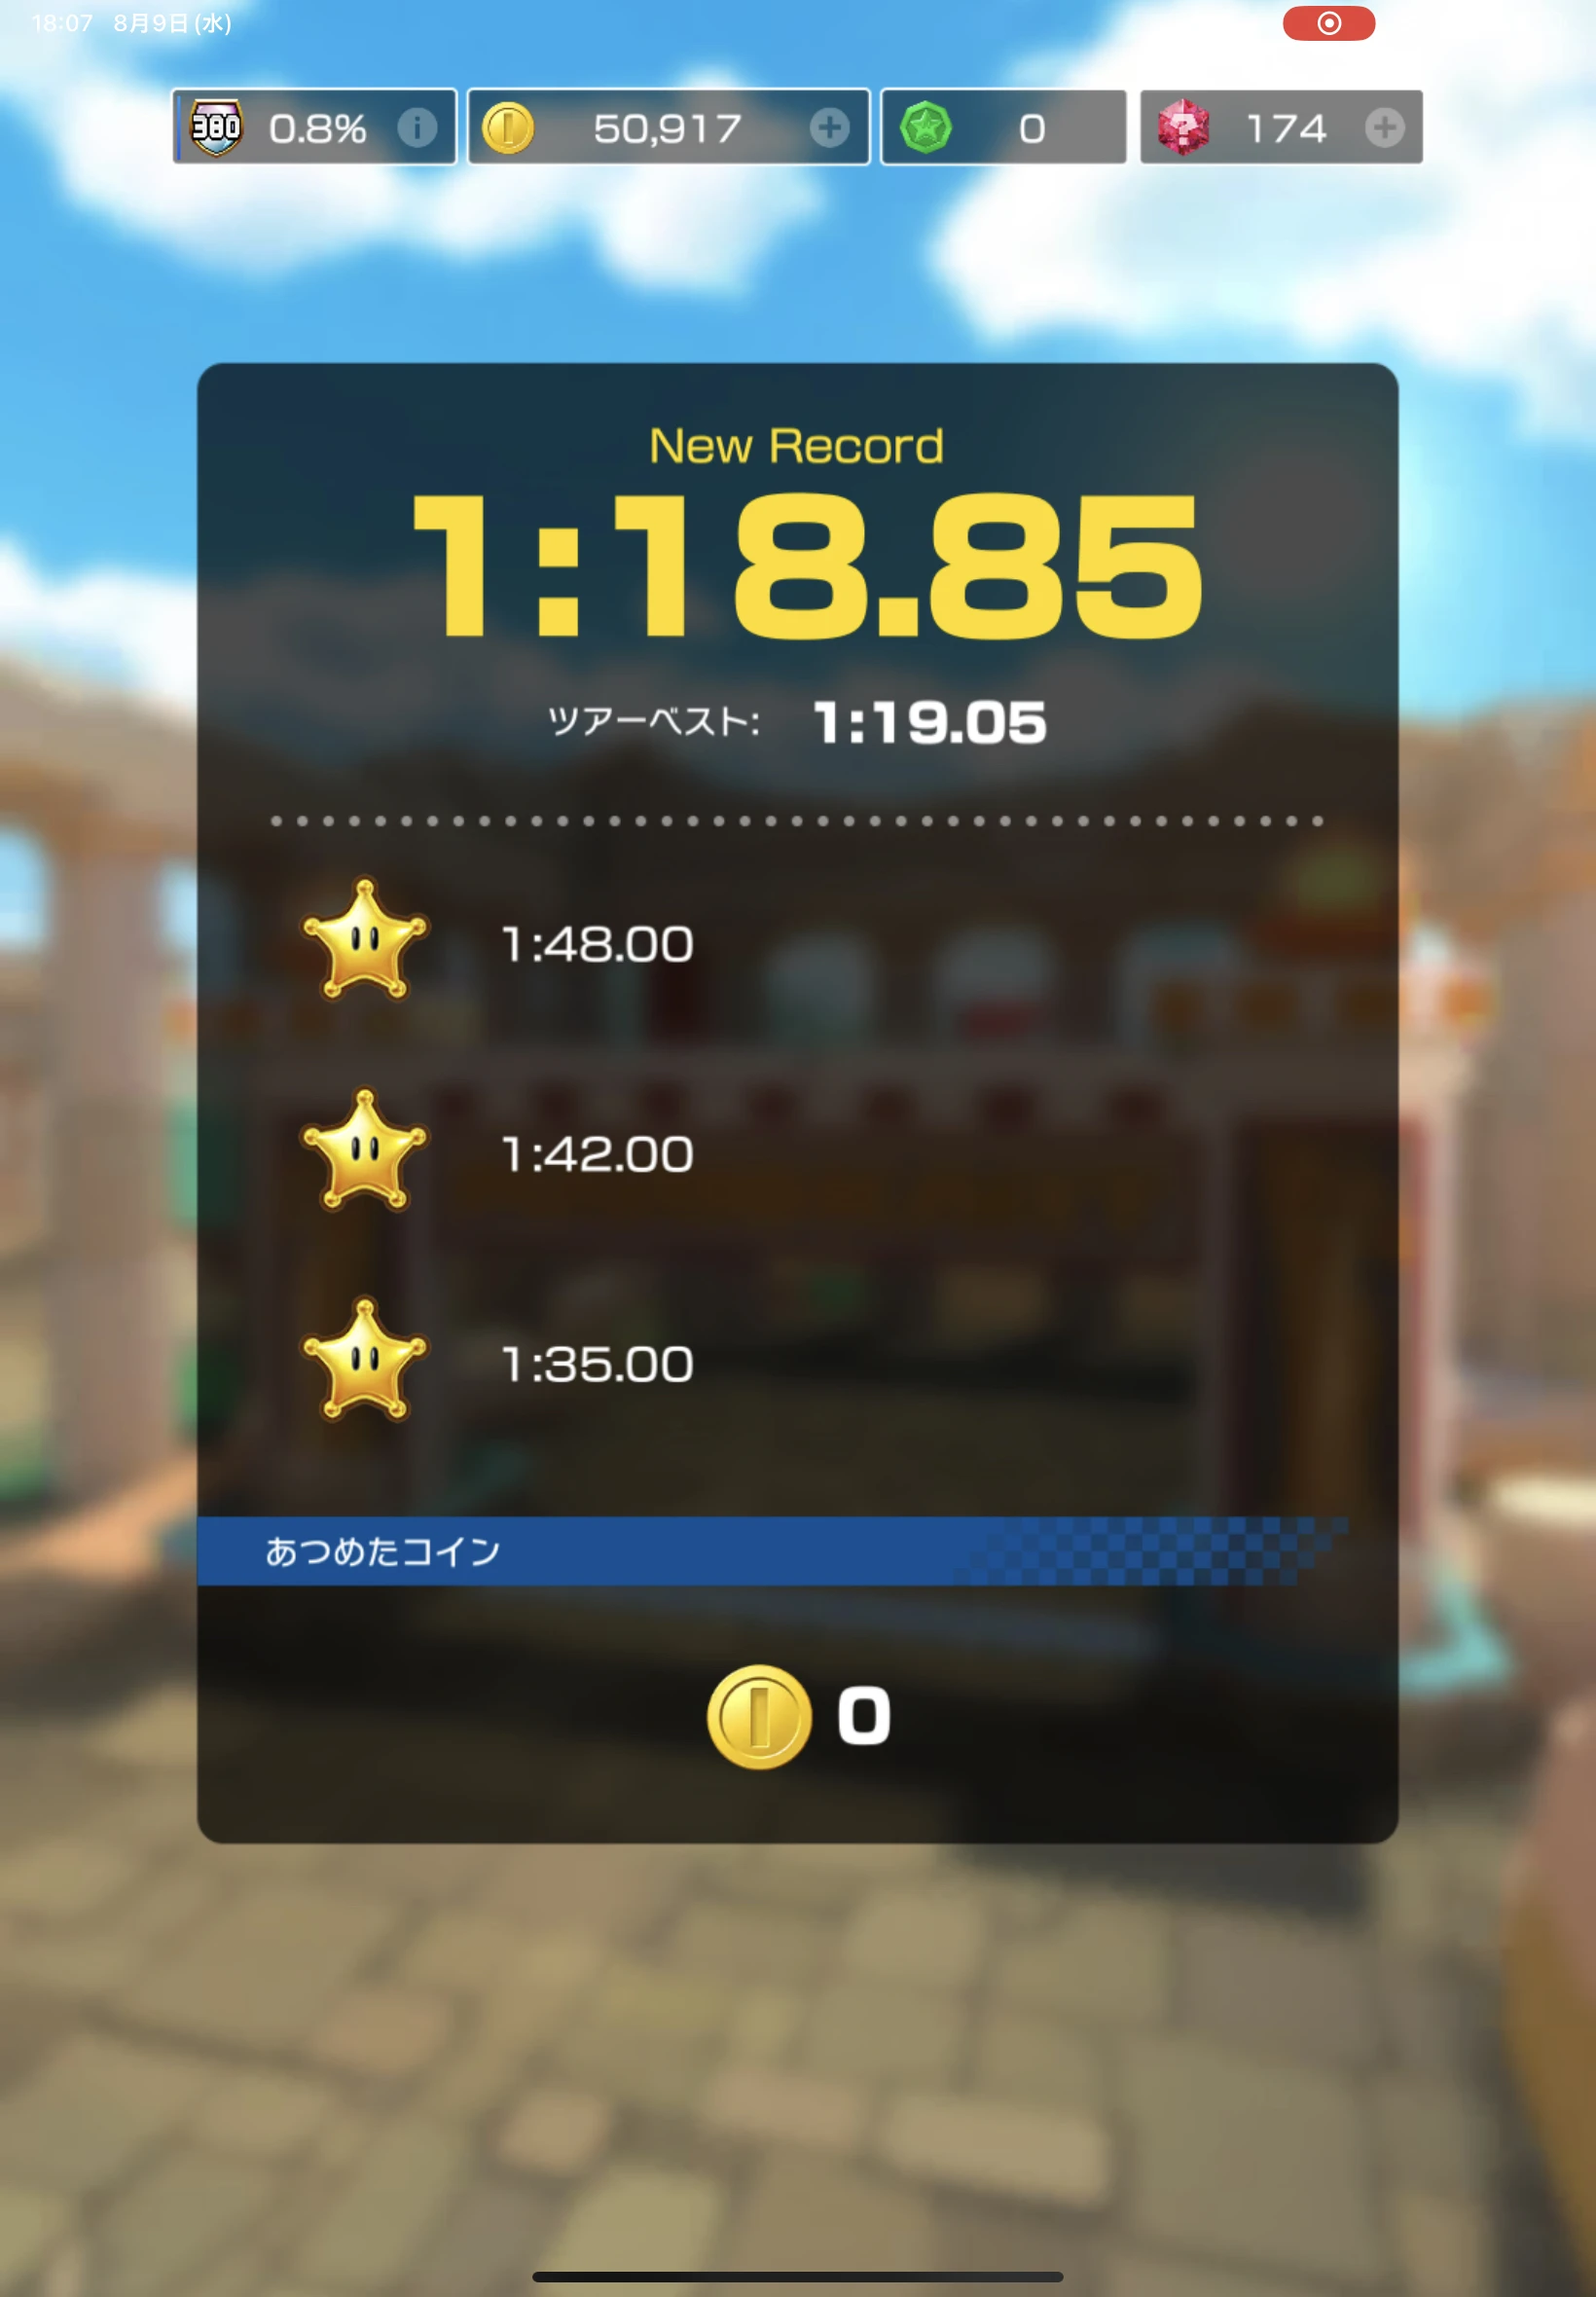 18:07 8月9日(水)
380 0.8% i 50,917 + 0 ? 174 +
New Record
1:18.85
ツアーベスト: 1:19.05
1:48.00
1:42.00
1:35.00
あつめたコイン
0